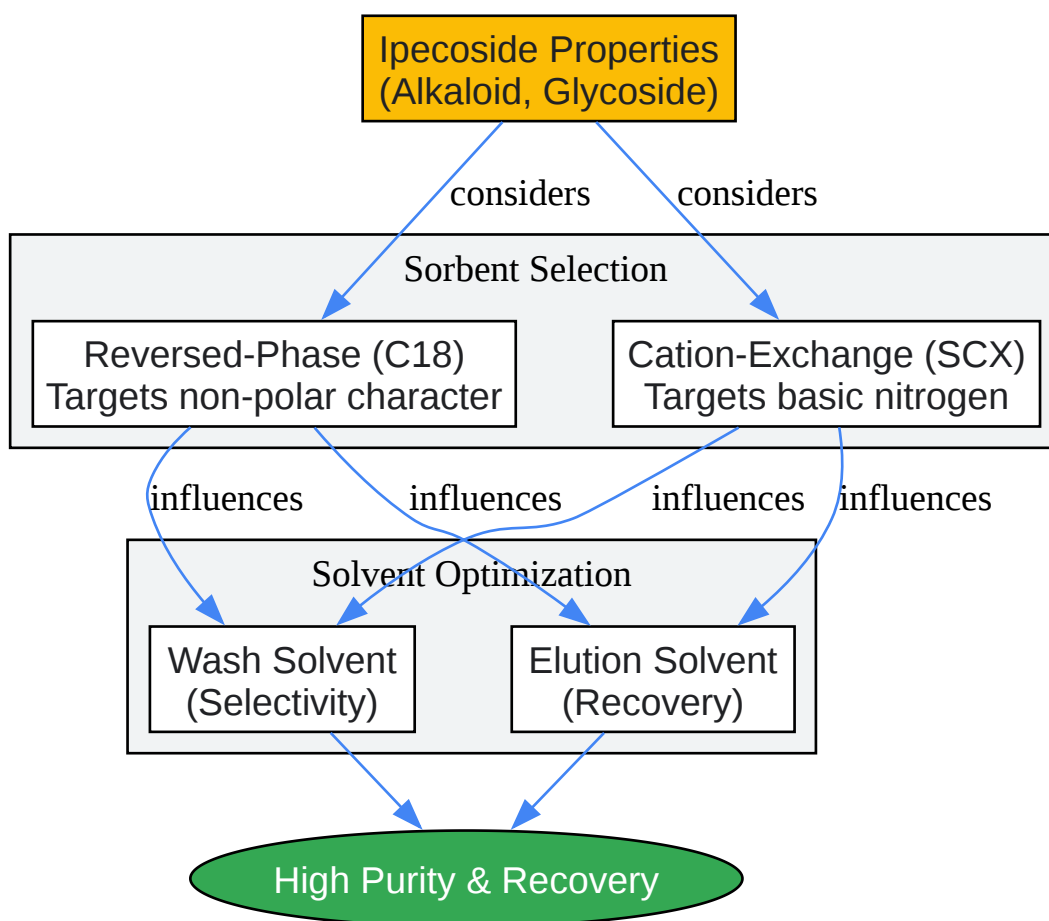 Ipecoside Properties
(Alkaloid, Glycoside)
considers
considers
Sorbent Selection
Reversed-Phase (C18)
Targets non-polar character
Cation-Exchange (SCX)
Targets basic nitrogen
influences
influences
influences
influences
Solvent Optimization
Wash Solvent
(Selectivity)
Elution Solvent
(Recovery)
High Purity & Recovery